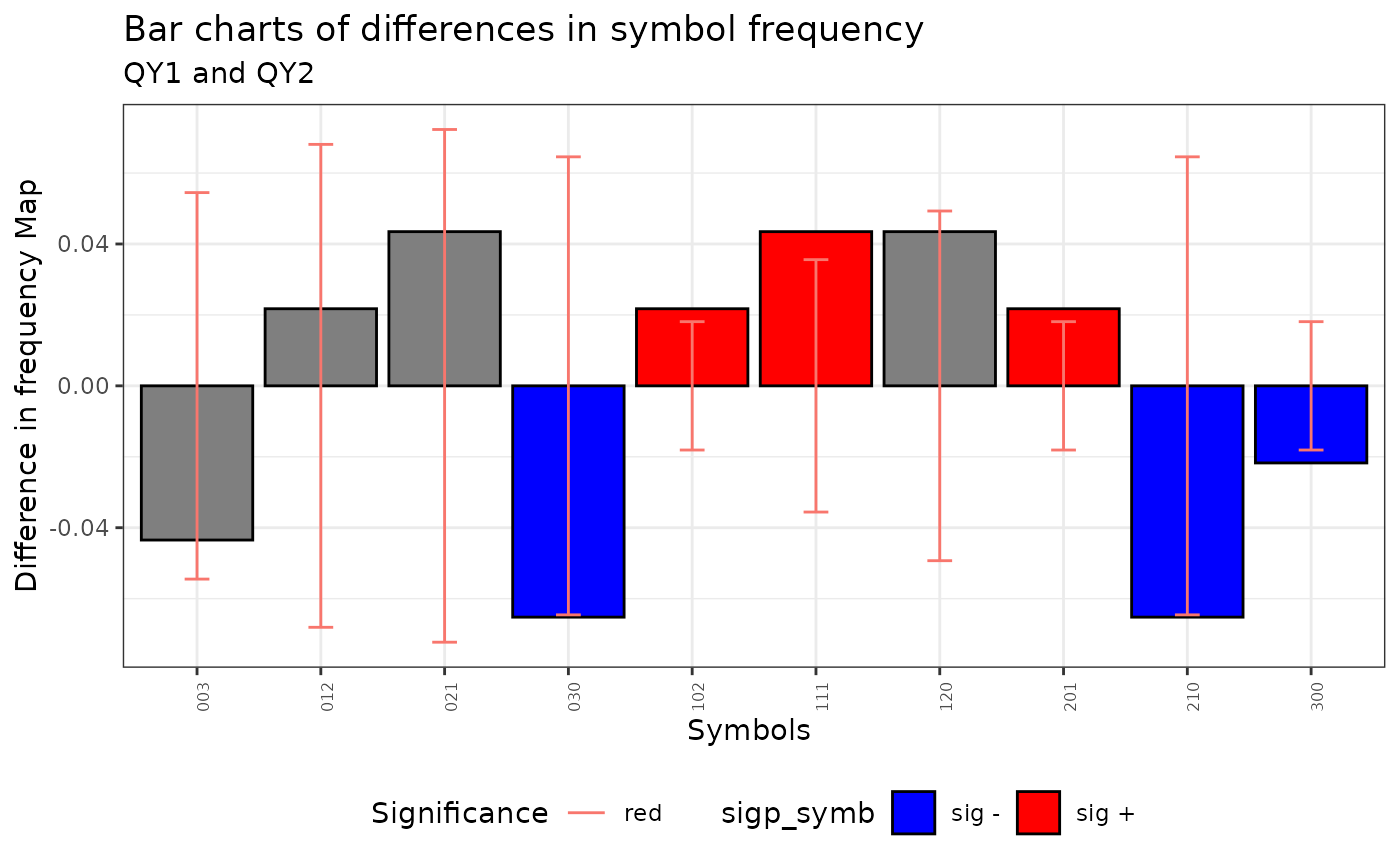 Bar charts of differences in symbol frequency
QY1 and QY2
Difference in frequency Map
0.04
0.00
-0.04
003 012 021 030 102 111 120 201 210 300
Symbols
Significance red sigp_symb sig - sig +